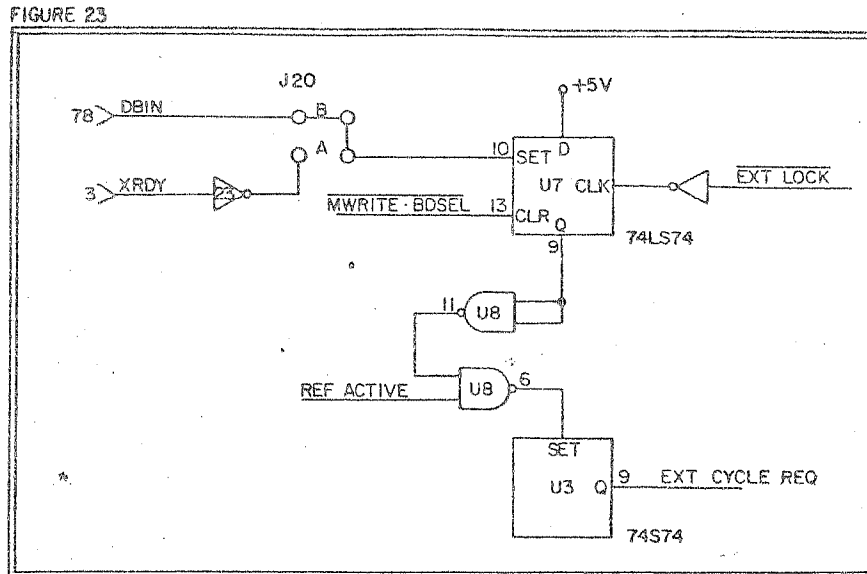 FIGURE 23
J20
+5V
78 DBIN
B
A
10 SET D
3 XRDY
23
U7 CLK
EXT LOCK
MWRITE·BDSEL 13 CLR Q
9
74LS74
11 U8
REF ACTIVE
U8 6
SET
U3 Q 9 EXT CYCLE REQ
74S74